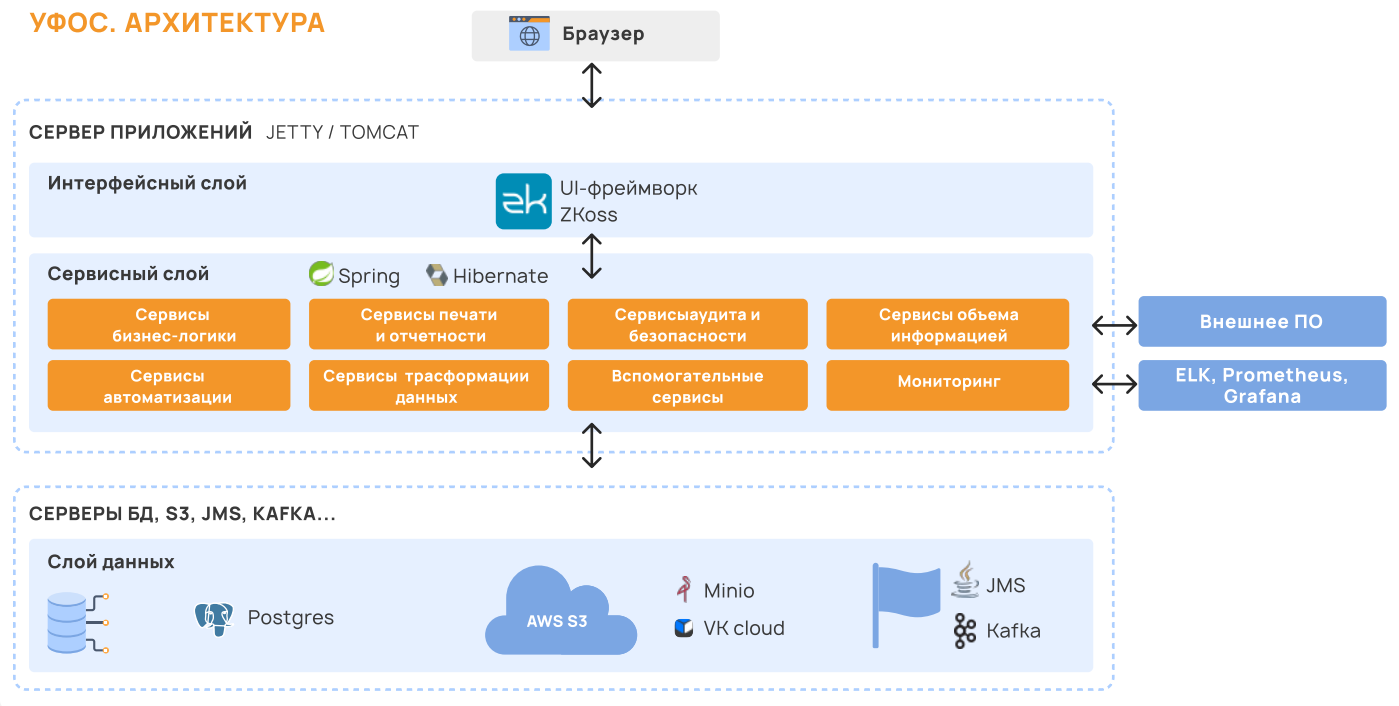 УФОС. АРХИТЕКТУРА
Браузер
СЕРВЕР ПРИЛОЖЕНИЙ JETTY / TOMCAT
Интерфейсный слой
zk
UI-фреймворк
ZKoss
Сервисный слой
Spring
Hibernate
Сервисы
бизнес-логики
Сервисы печати
и отчетности
Сервисыаудита и
безопасности
Сервисы объема
информацией
Внешнее ПО
Сервисы
автоматизации
Сервисы трасформации
данных
Вспомогательные
сервисы
Мониторинг
ELK, Prometheus,
Grafana
СЕРВЕРЫ БД, S3, JMS, KAFKA...
Слой данных
Postgres
AWS S3
Minio
VK cloud
JMS
Kafka